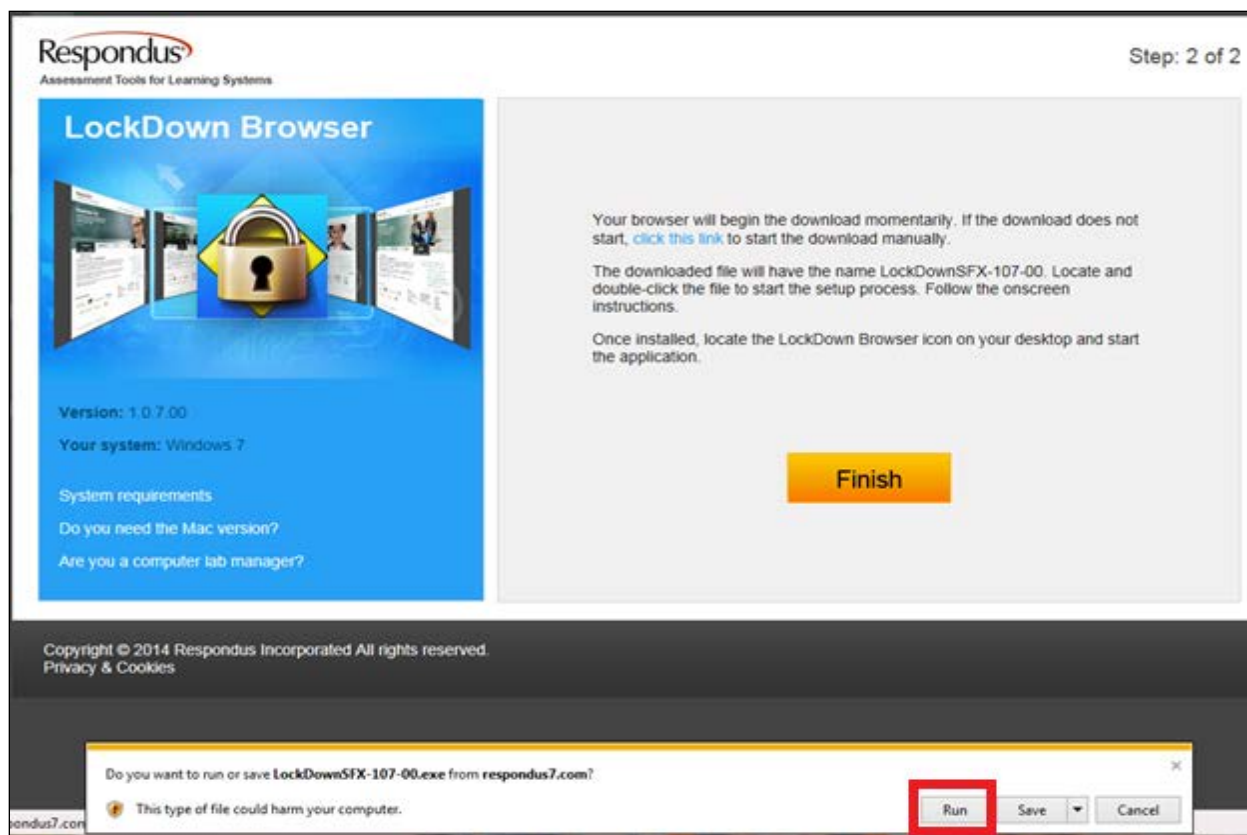 Respondus
Assessment Tools for Learning Systems
Step: 2 of 2
LockDown Browser
Version: 1.0.7.00
Your system: Windows 7
System requirements
Do you need the Mac version?
Are you a computer lab manager?
Your browser will begin the download momentarily. If the download does not
start, click this link to start the download manually.
The downloaded file will have the name LockDownSFX-107-00. Locate and
double-click the file to start the setup process. Follow the onscreen
instructions.
Once installed, locate the LockDown Browser icon on your desktop and start
the application.
Finish
Copyright © 2014 Respondus Incorporated All rights reserved.
Privacy & Cookies
Do you want to run or save LockDownSFX-107-00.exe from respondus7.com?
This type of file could harm your computer.
Run
Save
Cancel